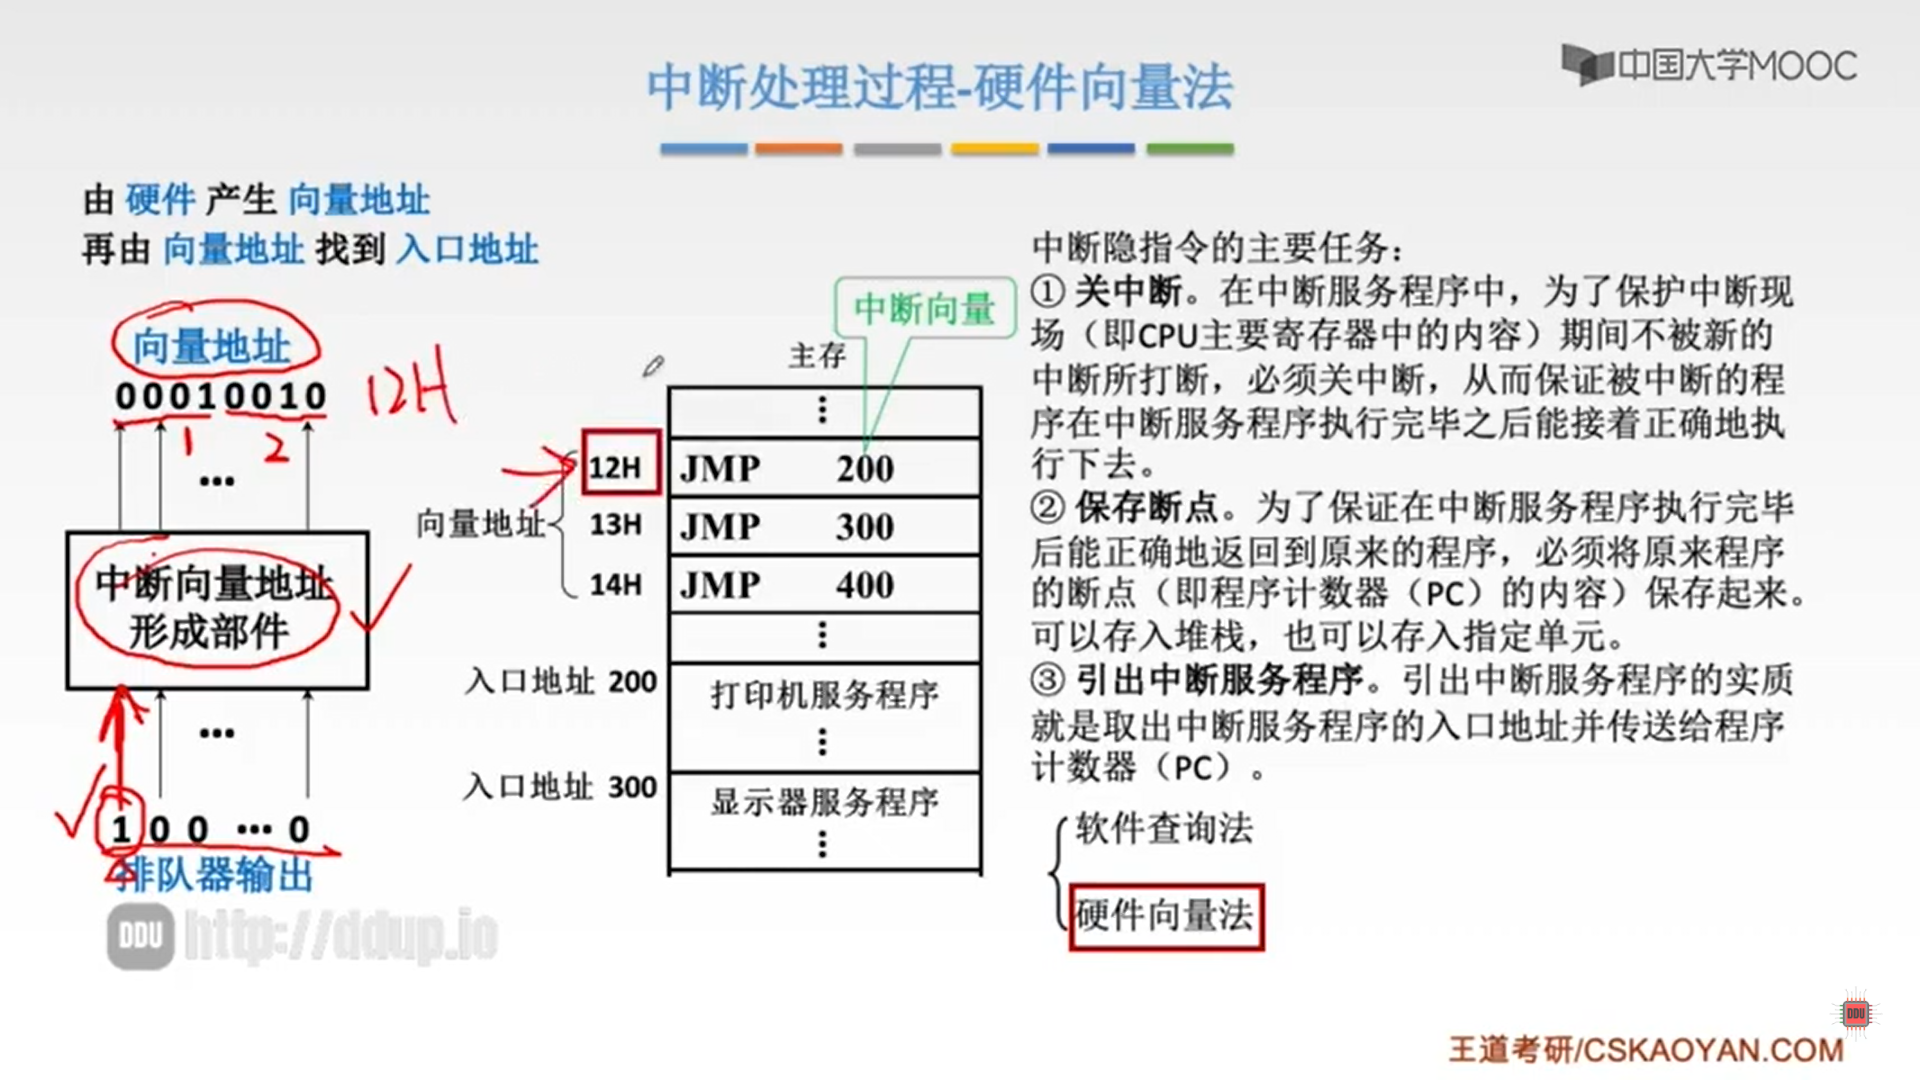 中断处理过程-硬件向量法
中国大学MOOC
由 硬件 产生 向量地址
再由 向量地址 找到 入口地址
向量地址
00010010
12H
1 2
…
中断向量地址
形成部件
…
1 0 0 … 0
排队器输出
中断向量
主存
⋮
12H JMP 200
向量地址
13H JMP 300
14H JMP 400
⋮
入口地址 200 打印机服务程序
⋮
入口地址 300 显示器服务程序
⋮
中断隐指令的主要任务：
① 关中断。在中断服务程序中，为了保护中断现
场（即CPU主要寄存器中的内容）期间不被新的
中断所打断，必须关中断，从而保证被中断的程
序在中断服务程序执行完毕之后能接着正确地执
行下去。
② 保存断点。为了保证在中断服务程序执行完毕
后能正确地返回到原来的程序，必须将原来程序
的断点（即程序计数器（PC）的内容）保存起来。
可以存入堆栈，也可以存入指定单元。
③ 引出中断服务程序。引出中断服务程序的实质
就是取出中断服务程序的入口地址并传送给程序
计数器（PC）。
软件查询法
硬件向量法
DDU http://ddup.io
DDU
王道考研/CSKAOYAN.COM